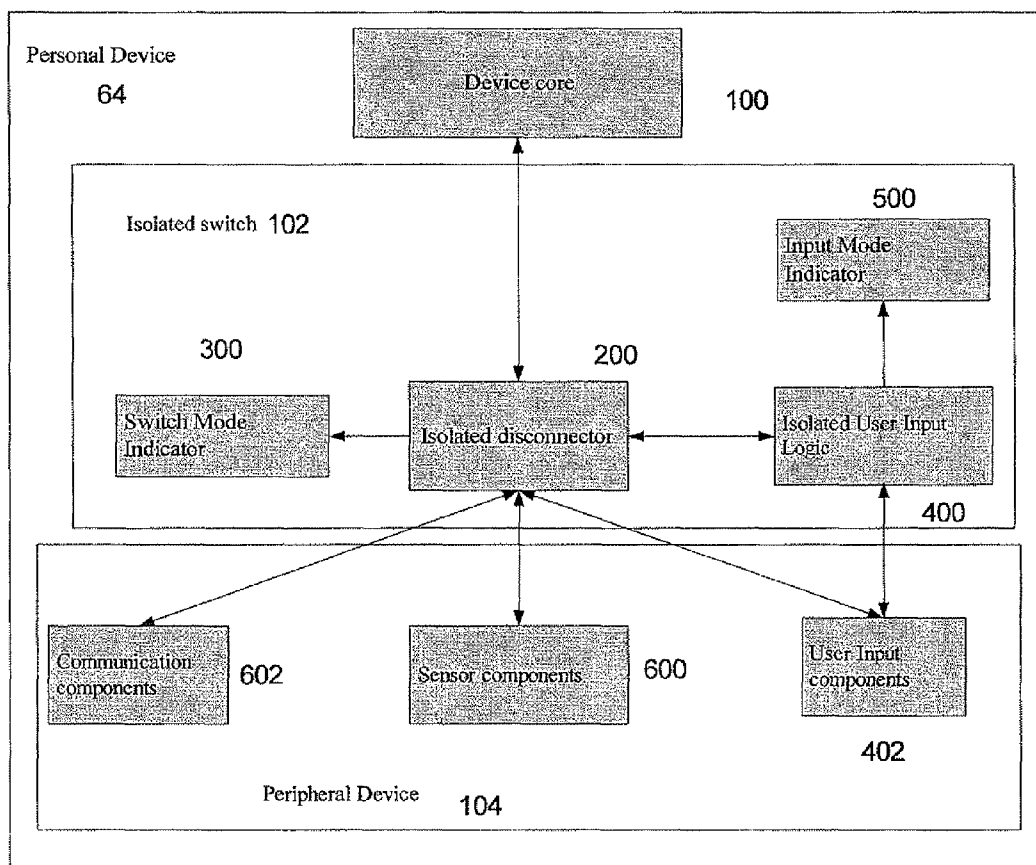 Personal Device
64
Device core
100
Isolated switch 102
500
Input Mode
Indicator
300
200
Switch Mode
Indicator
Isolated disconnector
Isolated User Input
Logic
400
Communication
components
602
Sensor components
600
User Input
components
402
Peripheral Device
104